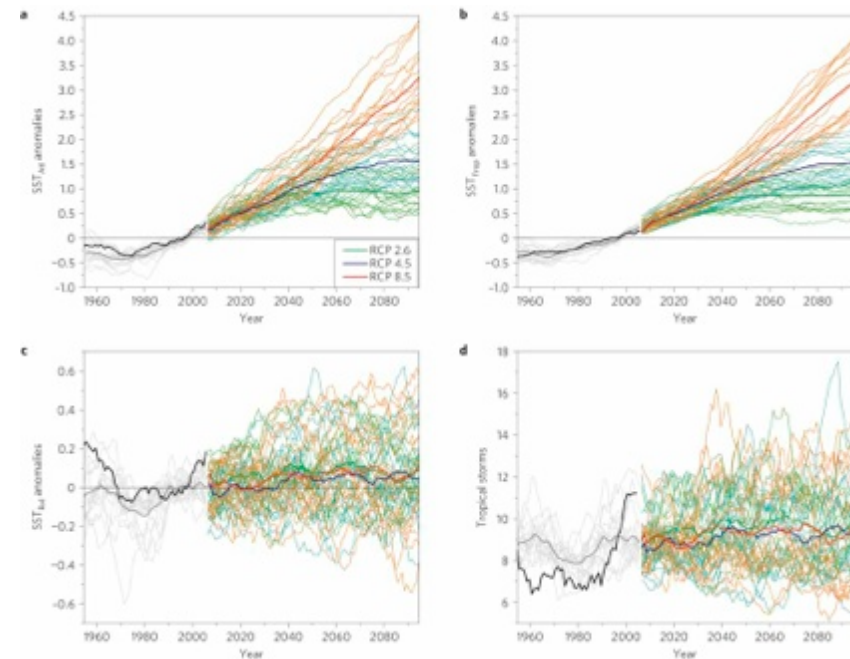 a
4.5
4.0
3.5
3.0
2.5
2.0
1.5
1.0
0.5
0
−0.5
−1.0
SST Atl anomalies
1960 1980 2000 2020 2040 2060 2080
Year
RCP 2.6
RCP 4.5
RCP 8.5
b
4.5
4.0
3.5
3.0
2.5
2.0
1.5
1.0
0.5
0
−0.5
−1.0
SST Trop anomalies
1960 1980 2000 2020 2040 2060 2080
Year
c
0.6
0.4
0.2
0
−0.2
−0.4
−0.6
SST Rel anomalies
1960 1980 2000 2020 2040 2060 2080
Year
d
18
16
14
12
10
8
6
Tropical storms
1960 1980 2000 2020 2040 2060 2080
Year